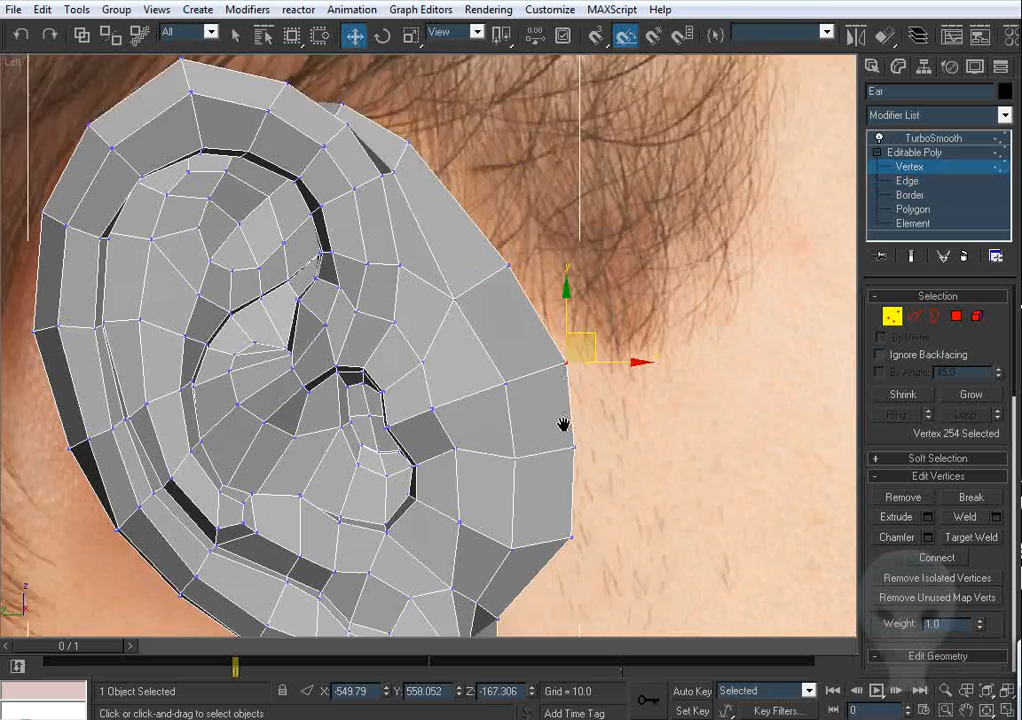 File Edit Tools Group Views Create Modifiers reactor Animation Graph Editors Rendering Customize MAXScript Help
All View
Left
Ear
Modifier List
TurboSmooth
Editable Poly
Vertex
Edge
Border
Polygon
Element
y
Selection
By Vertex
Ignore Backfacing
By Angle: 45.0
Shrink Grow
Ring Loop
Vertex 254 Selected
Soft Selection
Edit Vertices
Remove Break
Extrude Weld
Chamfer Target Weld
Connect
Remove Isolated Vertices
Remove Unused Map Verts
Weight: 1.0
Edit Geometry
z
y x
0 / 1
1 Object Selected X: -549.79 Y: 558.052 Z: -167.306 Grid = 10.0 Auto Key Selected
Click or click-and-drag to select objects Add Time Tag Set Key Key Filters... 0